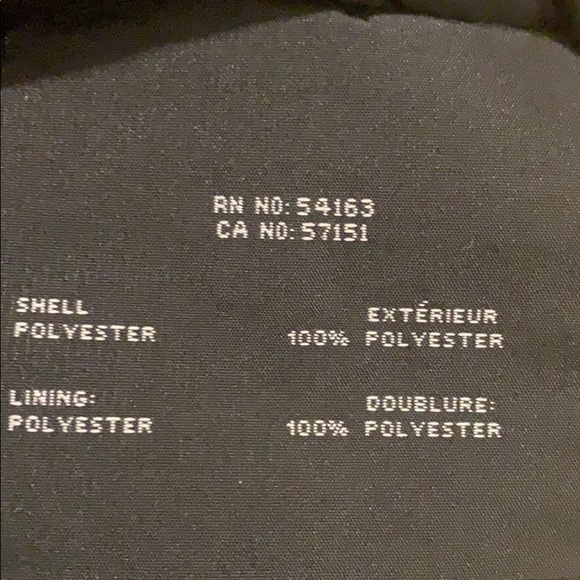 RN NO: 54163
CA NO: 57151
SHELL EXTÉRIEUR
POLYESTER 100% POLYESTER
LINING: DOUBLURE:
POLYESTER 100% POLYESTER